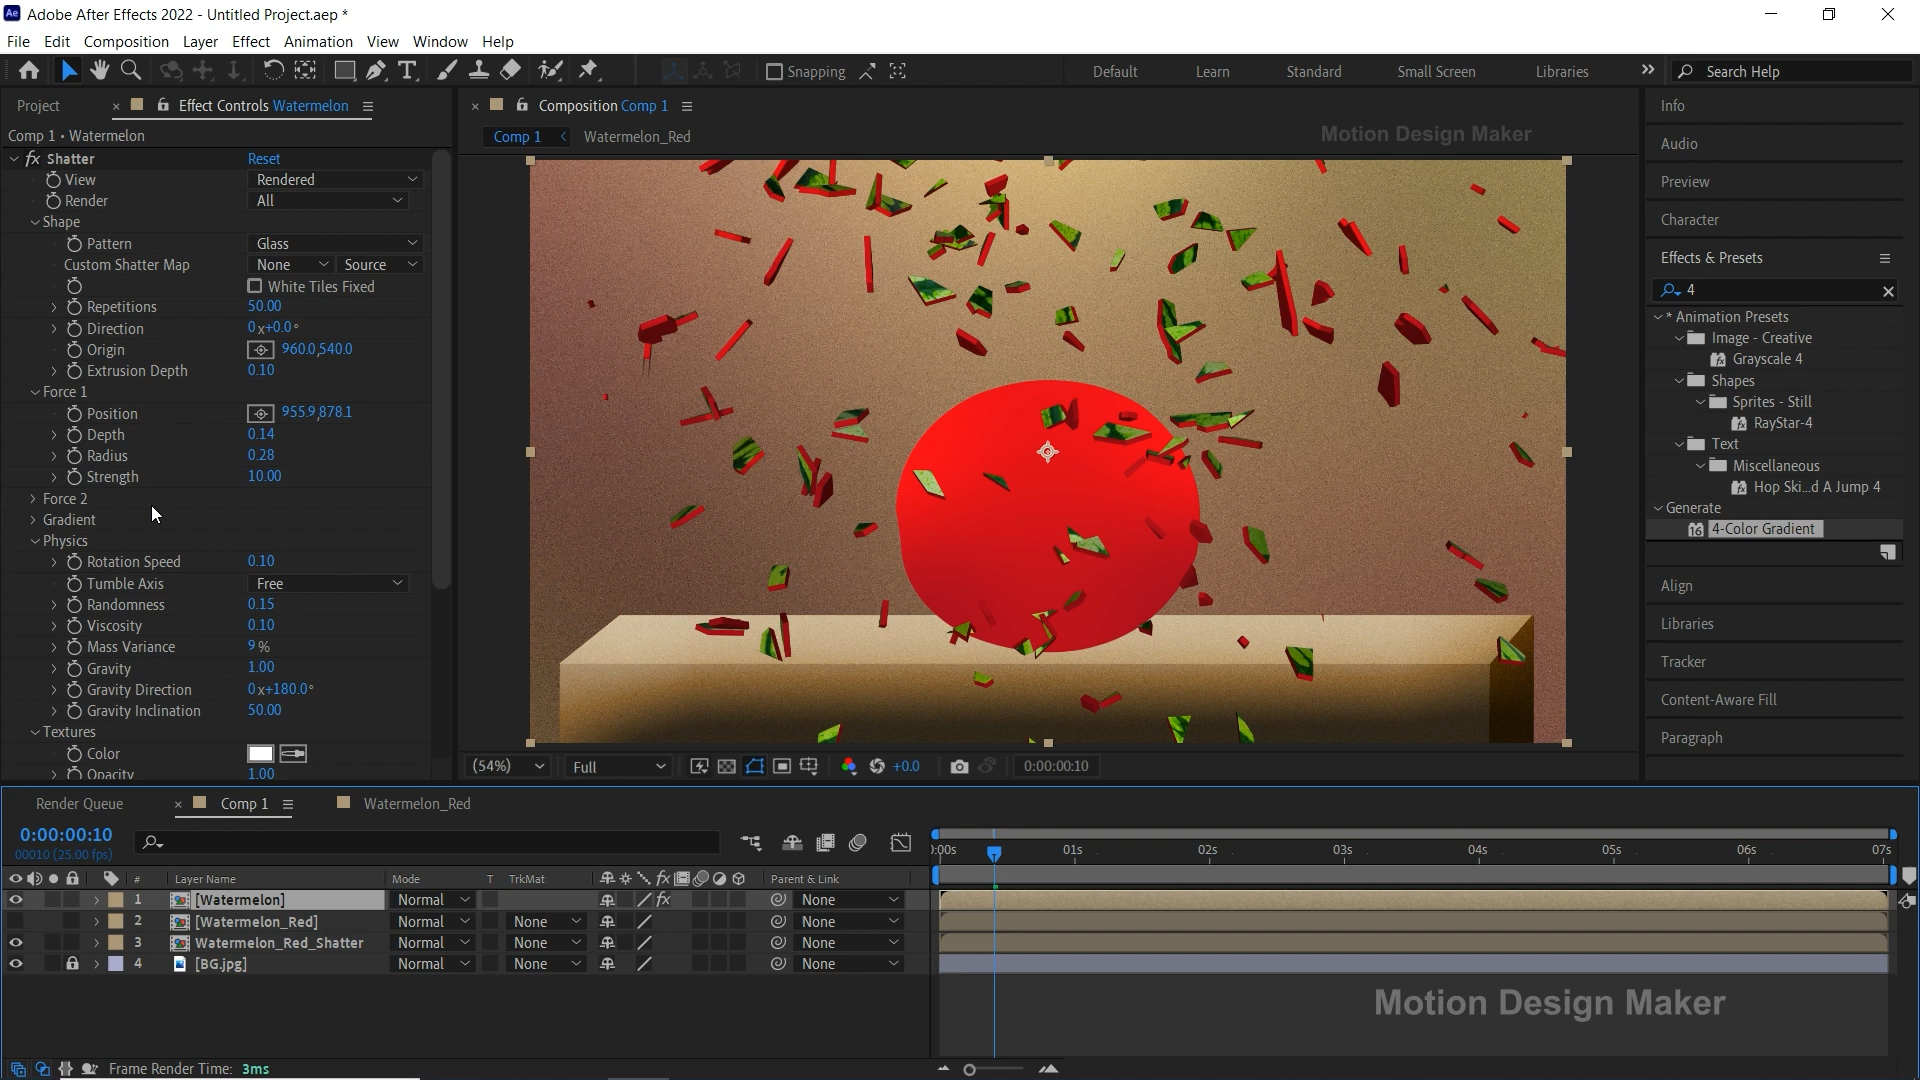 Ae Adobe After Effects 2022 - Untitled Project.aep *
File Edit Composition Layer Effect Animation View Window Help
Snapping Default Learn Standard Small Screen Libraries Search Help
Project Effect Controls Watermelon
Composition Comp 1
Info
Comp 1 • Watermelon
Comp 1 Watermelon_Red
Motion Design Maker
fx Shatter Reset
View Rendered
Render All
Shape
Pattern Glass
Custom Shatter Map None Source
White Tiles Fixed
Repetitions 50.00
Direction 0x+0.0°
Origin 960.0,540.0
Extrusion Depth 0.10
Force 1
Position 955.9,878.1
Depth 0.14
Radius 0.28
Strength 10.00
Force 2
Gradient
Physics
Rotation Speed 0.10
Tumble Axis Free
Randomness 0.15
Viscosity 0.10
Mass Variance 9%
Gravity 1.00
Gravity Direction 0x+180.0°
Gravity Inclination 50.00
Textures
Color
Opacity 1.00
(54%) Full +0.0 0:00:00:10
Audio
Preview
Character
Effects & Presets
4
* Animation Presets
Image - Creative
Grayscale 4
Shapes
Sprites - Still
RayStar-4
Text
Miscellaneous
Hop Ski...d A Jump 4
Generate
16 4-Color Gradient
Align
Libraries
Tracker
Content-Aware Fill
Paragraph
Render Queue Comp 1 Watermelon_Red
0:00:00:10
00010 (25.00 fps)
):00s 01s 02s 03s 04s 05s 06s 07s
# Layer Name Mode T TrkMat fx Parent & Link
1 [Watermelon] Normal fx None
2 [Watermelon_Red] Normal None None
3 Watermelon_Red_Shatter Normal None None
4 [BG.jpg] Normal None None
Motion Design Maker
Frame Render Time: 3ms